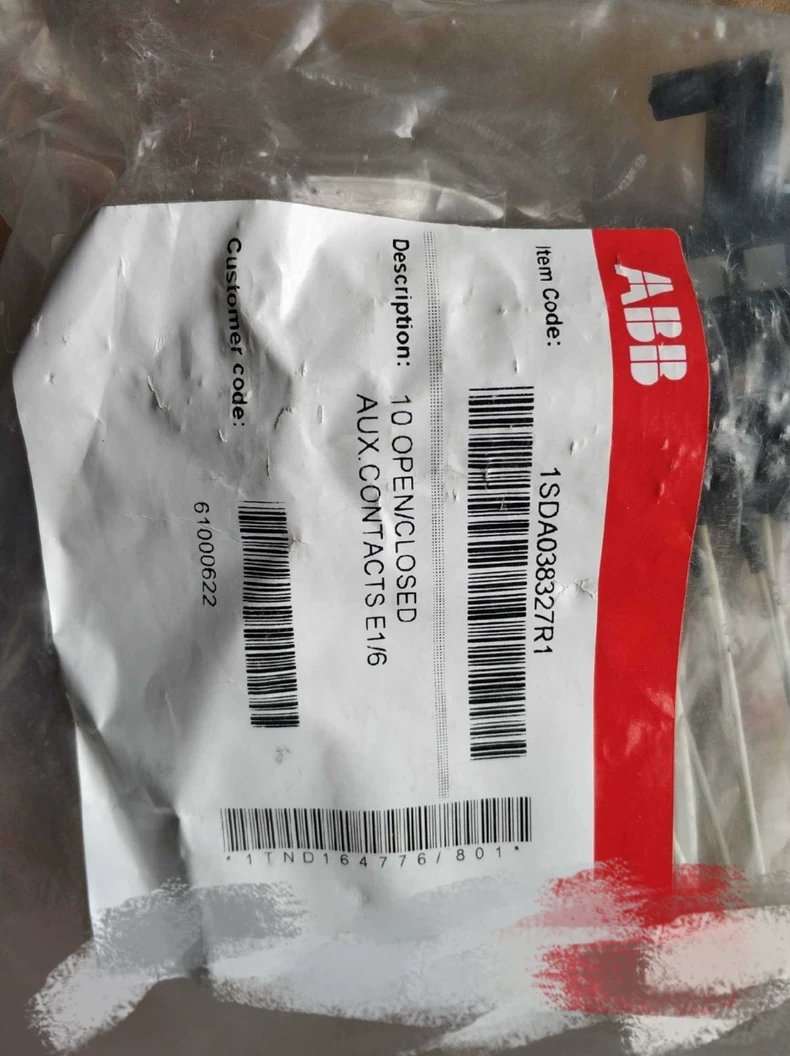 ABB
Item Code:
1SDA038327R1
Description: 10 OPEN/CLOSED
AUX.CONTACTS E1/6
Customer code:
61000622
*1TND164776/801*